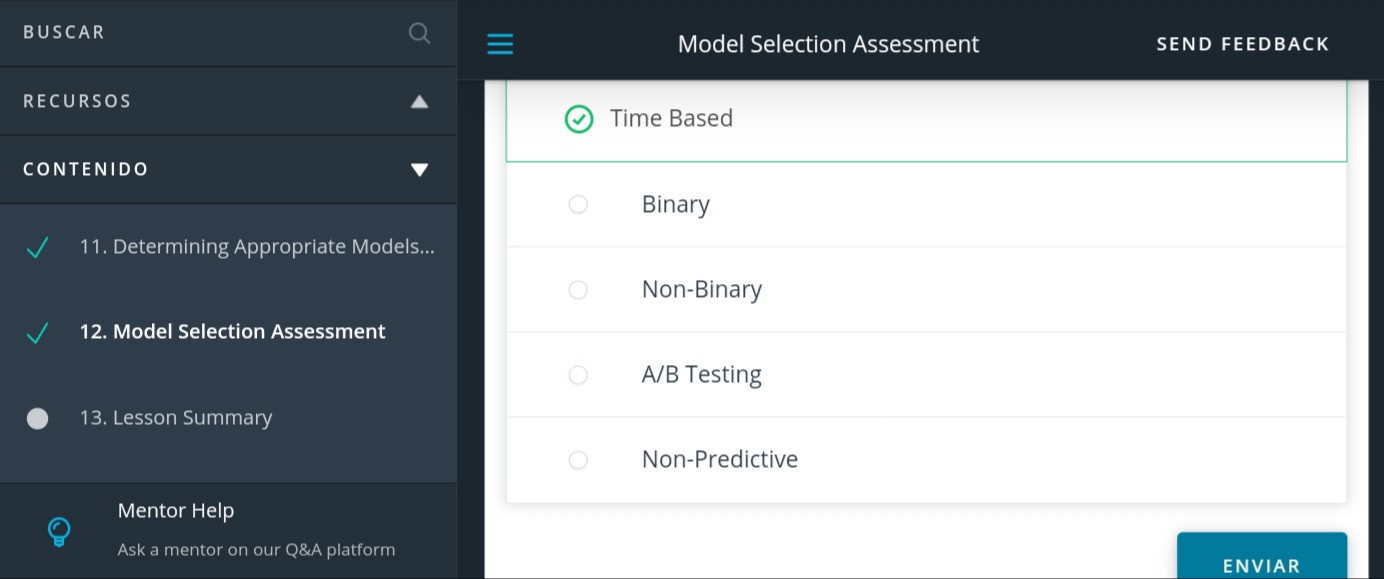 BUSCAR
RECURSOS
CONTENIDO
11. Determining Appropriate Models...
12. Model Selection Assessment
13. Lesson Summary
Mentor Help
Ask a mentor on our Q&A platform
Model Selection Assessment
SEND FEEDBACK
Time Based
Binary
Non-Binary
A/B Testing
Non-Predictive
ENVIAR